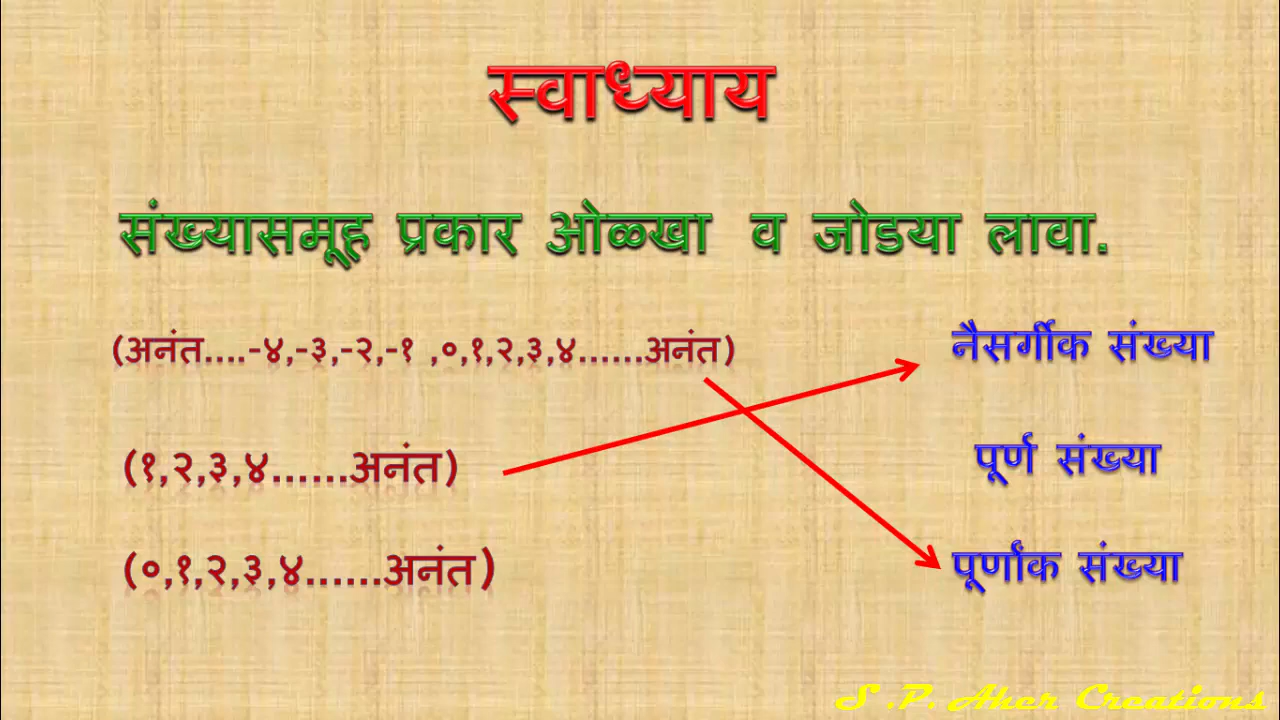 स्वाध्याय
संख्यासमूह प्रकार ओळ्खा व जोडया लावा.
(अनंत....-४,-३,-२,-१ ,०,१,२,३,४......अनंत) नैसर्गीक संख्या
(१,२,३,४......अनंत) पूर्ण संख्या
(०,१,२,३,४......अनंत) पूर्णांक संख्या
S .P. Aher Creations